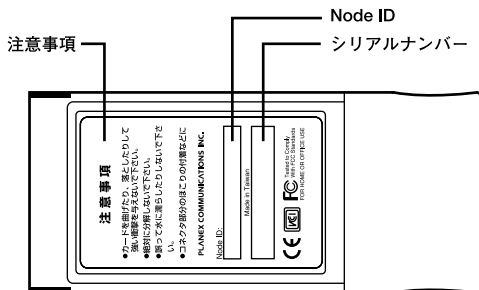 Node ID
注意事項
シリアルナンバー
注意事項
●カードを曲げたり、落としたりして
強い衝撃を与えないで下さい。
●絶対に分解しないで下さい。
●誤って水に濡らしたりしないで下さ
い。
●コネクタ部分のほこりの付着などに
PLANEX COMMUNICATIONS INC.
Node ID:
Made in Taiwan
CE
VCI
FC
Tested to Comply
With FCC Standards
FOR HOME OR OFFICE USE